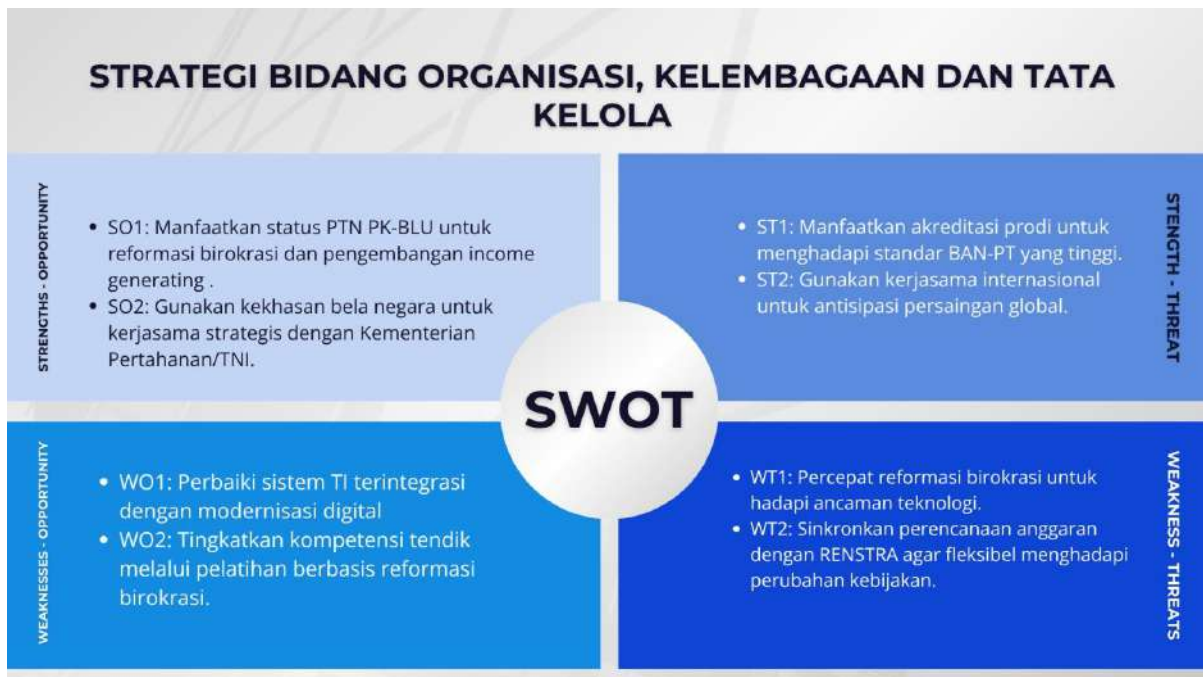 STRATEGI BIDANG ORGANISASI, KELEMBAGAAN DAN TATA
KELOLA
STRENGTHS - OPPORTUNITY
• SO1: Manfaatkan status PTN PK-BLU untuk
reformasi birokrasi dan pengembangan income
generating .
• SO2: Gunakan kekhasan bela negara untuk
kerjasama strategis dengan Kementerian
Pertahanan/TNI.
• ST1: Manfaatkan akreditasi prodi untuk
menghadapi standar BAN-PT yang tinggi.
• ST2: Gunakan kerjasama internasional
untuk antisipasi persaingan global.
STENGTH - THREAT
SWOT
WEAKNESSES - OPPORTUNITY
• WO1: Perbaiki sistem TI terintegrasi
dengan modernisasi digital
• WO2: Tingkatkan kompetensi tendik
melalui pelatihan berbasis reformasi
birokrasi.
• WT1: Percepat reformasi birokrasi untuk
hadapi ancaman teknologi.
• WT2: Sinkronkan perencanaan anggaran
dengan RENSTRA agar fleksibel menghadapi
perubahan kebijakan.
WEAKNESS - THREATS